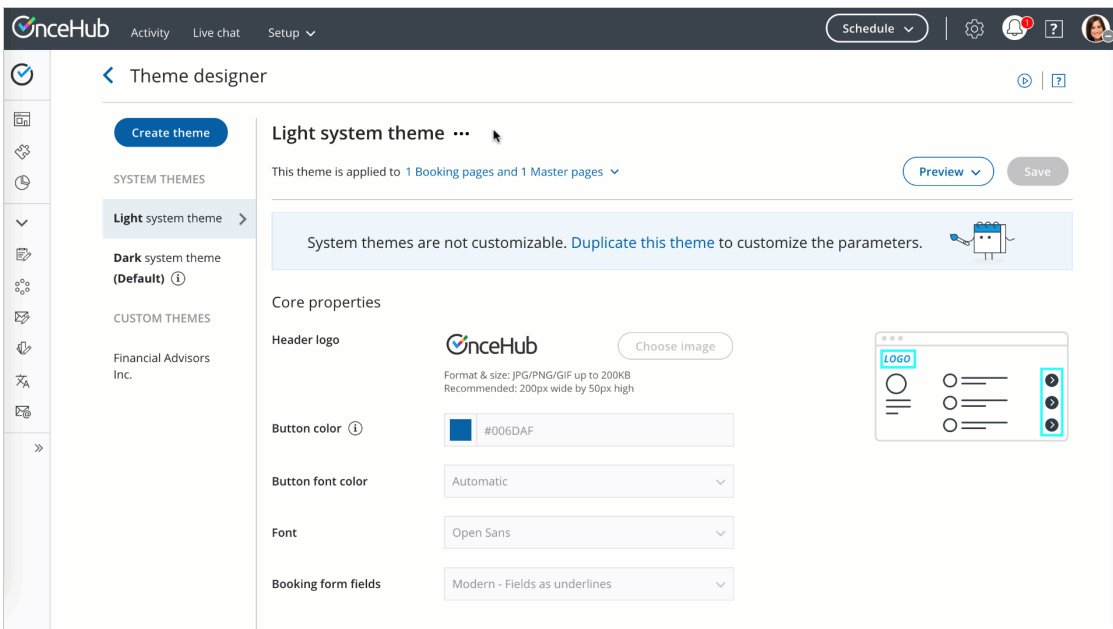 OnceHub
Activity
Live chat
Setup
Schedule
1
?
Theme designer
?
Create theme
SYSTEM THEMES
Light system theme
Dark system theme
(Default) i
CUSTOM THEMES
Financial Advisors
Inc.
Light system theme ...
This theme is applied to 1 Booking pages and 1 Master pages
Preview
Save
System themes are not customizable. Duplicate this theme to customize the parameters.
Core properties
Header logo
OnceHub
Choose image
Format & size: JPG/PNG/GIF up to 200KB
Recommended: 200px wide by 50px high
LOGO
Button color i
#006DAF
Button font color
Automatic
Font
Open Sans
Booking form fields
Modern - Fields as underlines